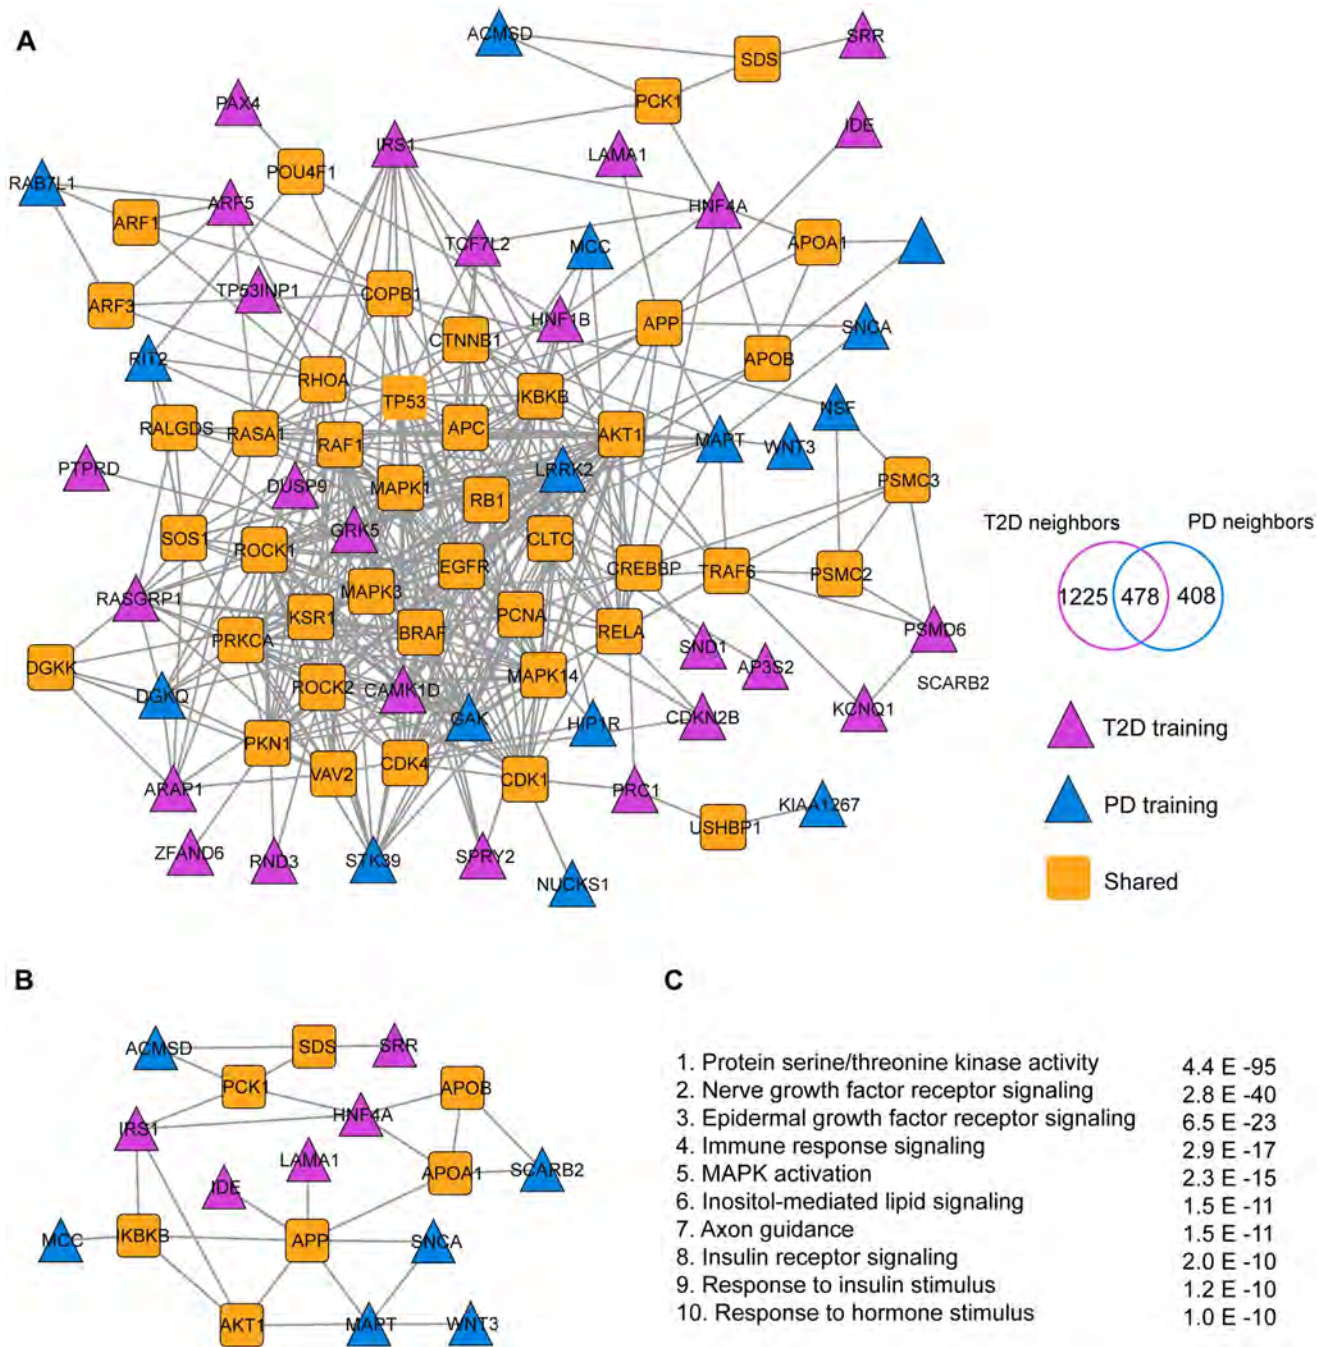 A
ACMSD
SRR
SDS
PCK1
PAX4
IDE
IRS1
LAMA1
POU4F1
RAB7L1
ARF5
HNF4A
ARF1
TCF7L2
MCC
APOA1
TP53INP1
COPB1
ARF3
HNF1B
APP
SNCA
CTNNB1
RIT2
APOB
RHOA
TP53
IKBKB
NSF
RALGDS
RASA1
RAF1
APC
AKT1
MAPT
WNT3
PTPRD
DUSP9
MAPK1
LRRK2
RB1
PSMC3
SOS1
ROCK1
GRK5
CLTC
EGFR
CREBBP
TRAF6
PSMC2
RASGRP1
MAPK3
KSR1
PCNA
PRKCA
BRAF
RELA
SND1
PSMD6
DGKK
DGKQ
ROCK2
CAMK1D
MAPK14
AP3S2
SCARB2
GAK
HIP1R
CDKN2B
KCNQ1
PKN1
VAV2
CDK4
CDK1
ARAP1
PRC1
KIAA1267
USHBP1
ZFAND6
RND3
STK39
SPRY2
NUCKS1
T2D neighbors
PD neighbors
1225
478
408
T2D training
PD training
Shared
B
ACMSD
SDS
SRR
PCK1
APOB
HNF4A
IRS1
LAMA1
APOA1
SCARB2
IDE
MCC
IKBKB
APP
SNCA
AKT1
MAPT
WNT3
C
1. Protein serine/threonine kinase activity 4.4 E -95
2. Nerve growth factor receptor signaling 2.8 E -40
3. Epidermal growth factor receptor signaling 6.5 E -23
4. Immune response signaling 2.9 E -17
5. MAPK activation 2.3 E -15
6. Inositol-mediated lipid signaling 1.5 E -11
7. Axon guidance 1.5 E -11
8. Insulin receptor signaling 2.0 E -10
9. Response to insulin stimulus 1.2 E -10
10. Response to hormone stimulus 1.0 E -10